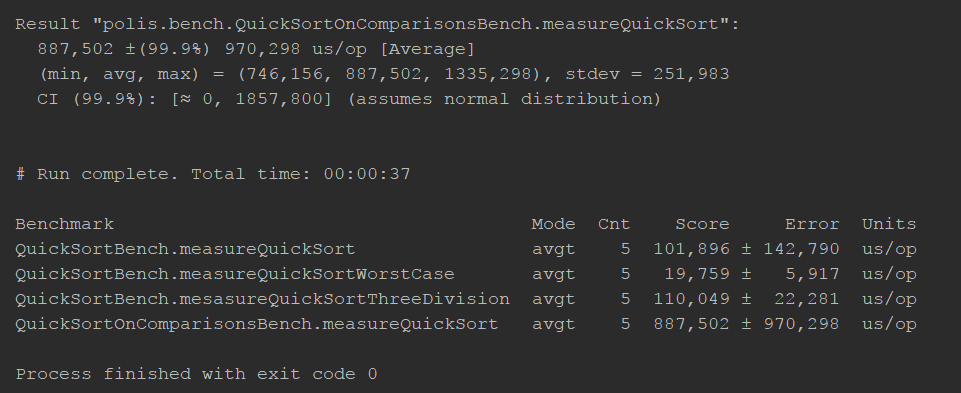 Result "polis.bench.QuickSortOnComparisonsBench.measureQuickSort":
  887,502 ±(99.9%) 970,298 us/op [Average]
  (min, avg, max) = (746,156, 887,502, 1335,298), stdev = 251,983
  CI (99.9%): [≈ 0, 1857,800] (assumes normal distribution)
# Run complete. Total time: 00:00:37
Benchmark                                        Mode  Cnt    Score     Error  Units
QuickSortBench.measureQuickSort                  avgt    5  101,896 ± 142,790  us/op
QuickSortBench.measureQuickSortWorstCase         avgt    5   19,759 ±   5,917  us/op
QuickSortBench.mesasureQuickSortThreeDivision    avgt    5  110,049 ±  22,281  us/op
QuickSortOnComparisonsBench.measureQuickSort     avgt    5  887,502 ± 970,298  us/op
Process finished with exit code 0